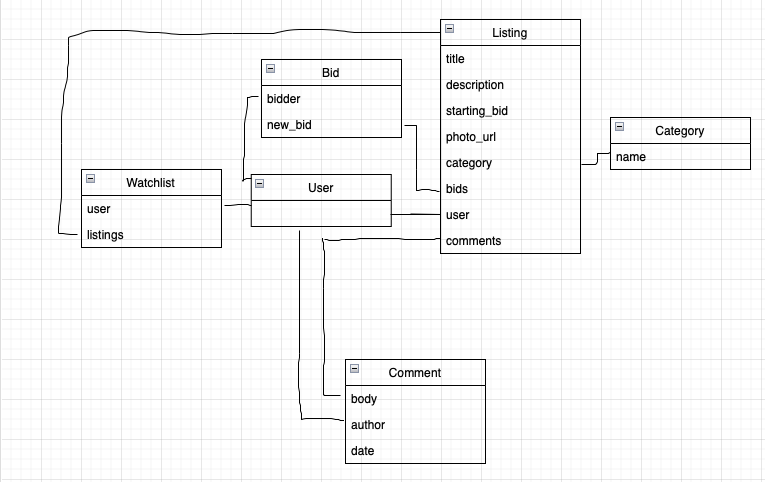 Listing
title
description
starting_bid
photo_url
category
bids
user
comments
Bid
bidder
new_bid
Category
name
Watchlist
user
listings
User
Comment
body
author
date